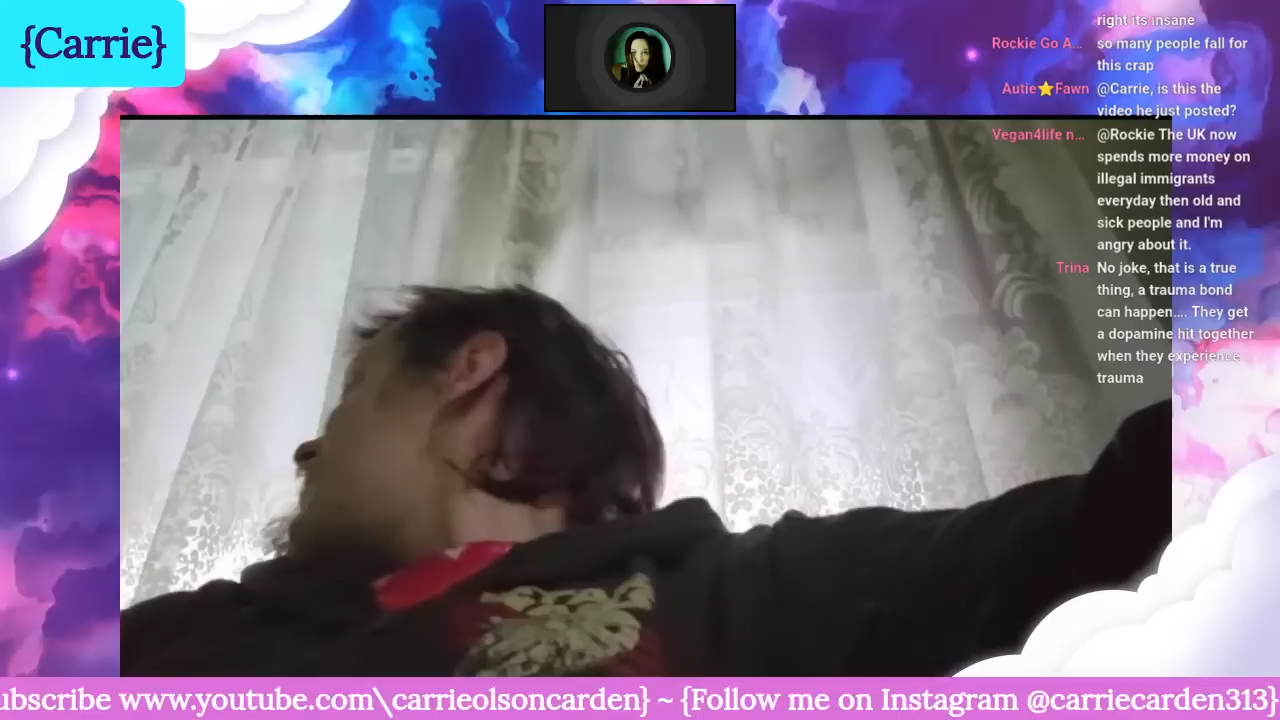 {Carrie}
right its insane
Rockie Go A... so many people fall for
this crap
Autie⭐Fawn @Carrie, is this the
video he just posted?
Vegan4life n... @Rockie The UK now
spends more money on
illegal immigrants
everyday then old and
sick people and I'm
angry about it.
Trina No joke, that is a true
thing, a trauma bond
can happen.... They get
a dopamine hit together
when they experience
trauma
ubscribe www.youtube.com\carrieolsoncarden} ~ {Follow me on Instagram @carriecarden313}